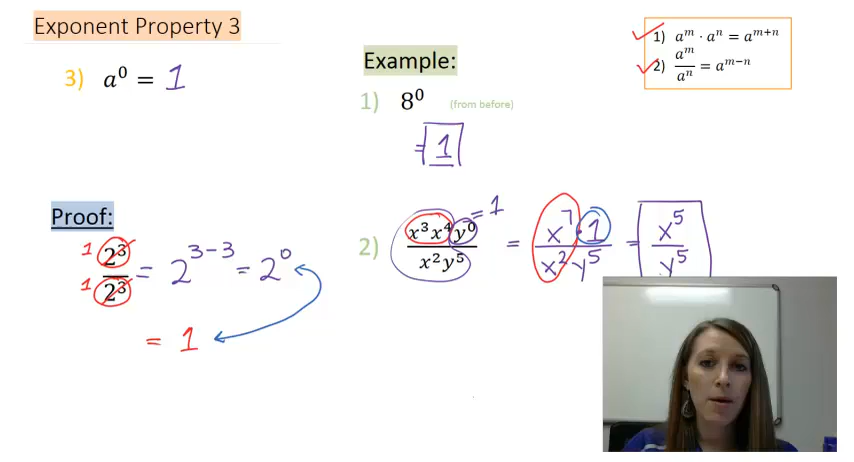 Exponent Property 3
3) a⁰ = 1
Example:
1) 8⁰ (from before)
= 1
1) aᵐ · aⁿ = aᵐ⁺ⁿ
2) aᵐ/aⁿ = aᵐ⁻ⁿ
Proof:
1 2³ / 1 2³ = 2³⁻³ = 2⁰
= 1
2) x³x⁴y⁰ / x²y⁵ = x⁷·1 / x²y⁵ = x⁵ / y⁵
= 1